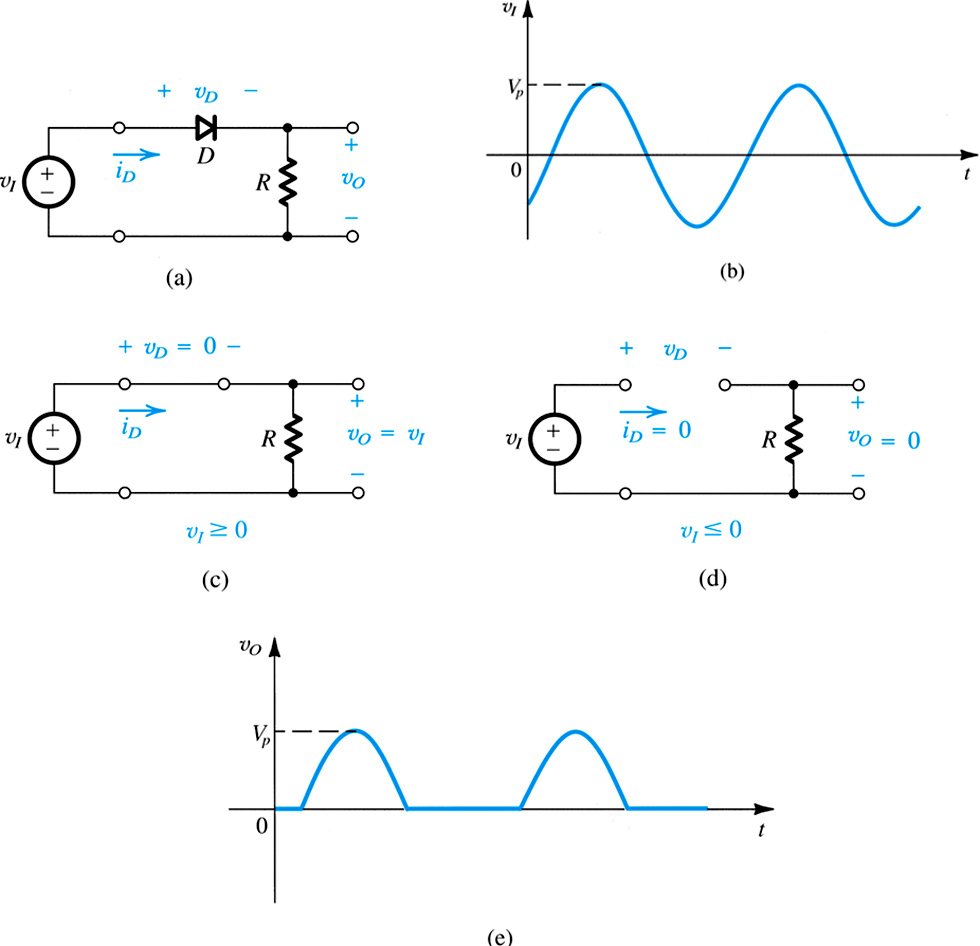 + v_D −
v_I
+
−
i_D
D
R
+
v_O
−
(a)
v_I
V_p
0
t
(b)
+ v_D = 0 −
v_I
+
−
i_D
R
+
v_O = v_I
−
v_I ≥ 0
(c)
+ v_D −
v_I
+
−
i_D = 0
R
+
v_O = 0
−
v_I ≤ 0
(d)
v_O
V_p
0
t
(e)